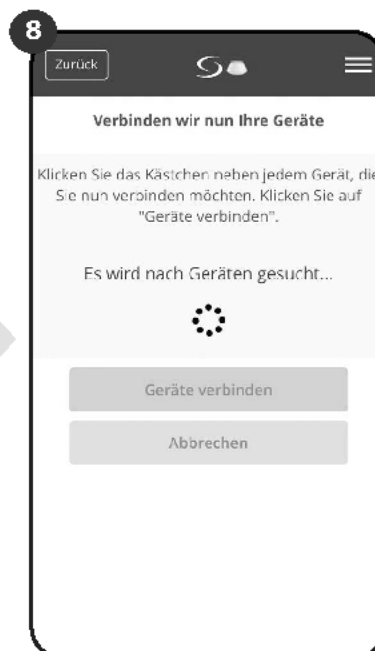 8
Zurück
Verbinden wir nun Ihre Geräte
Klicken Sie das Kästchen neben jedem Gerät, die
Sie nun verbinden möchten. Klicken Sie auf
"Geräte verbinden".
Es wird nach Geräten gesucht...
Geräte verbinden
Abbrechen